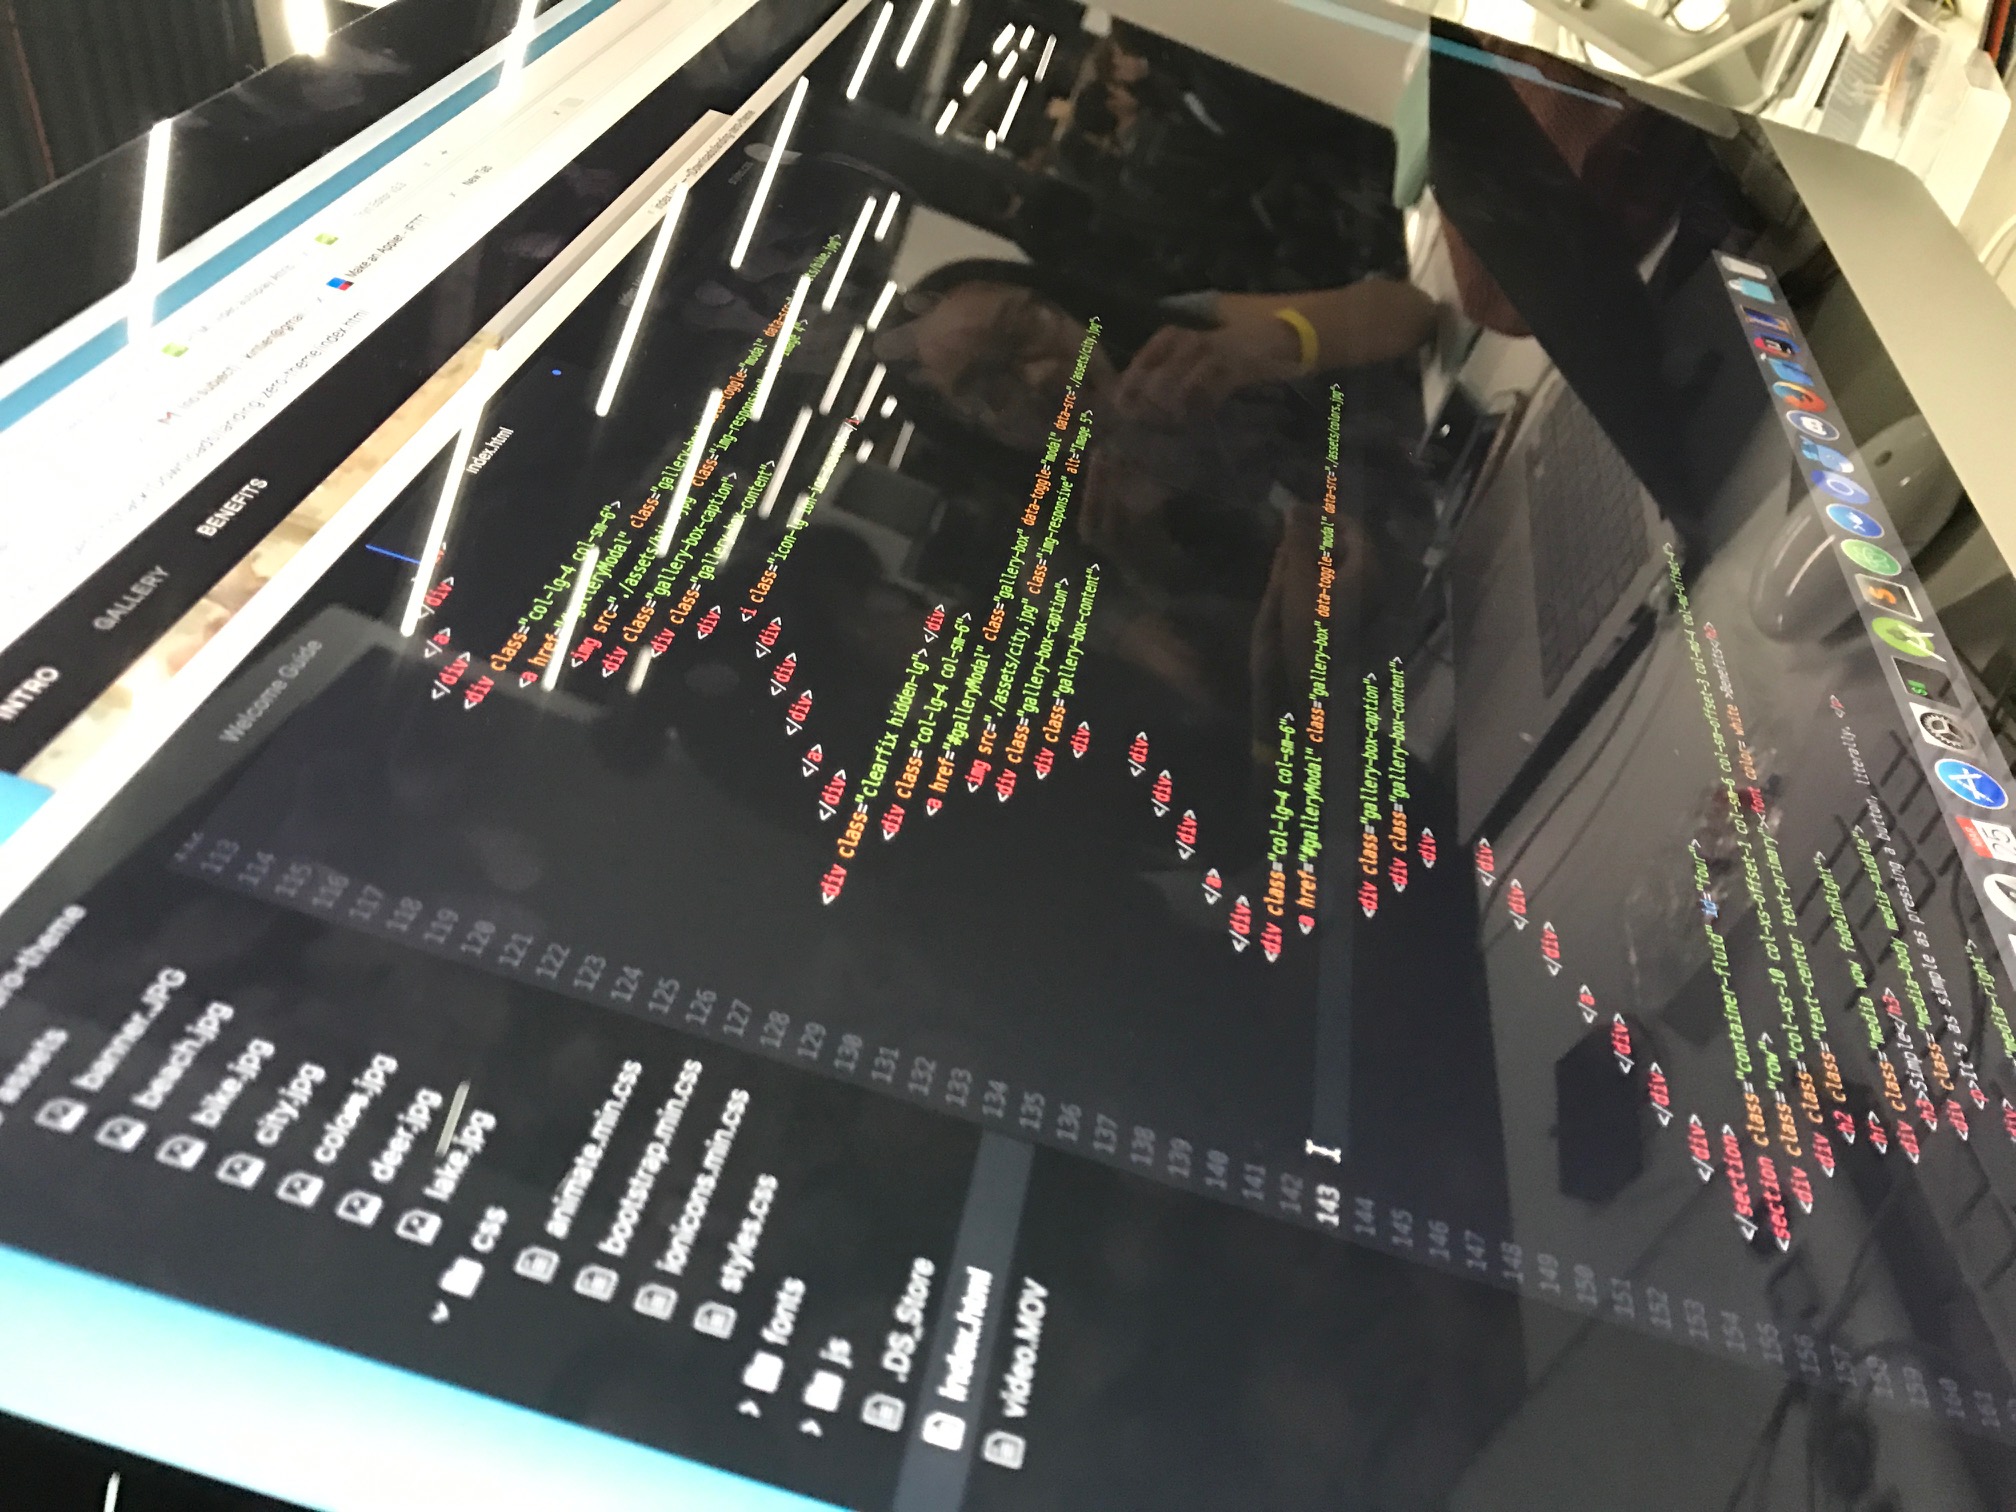 assets
banner.JPG
beach.jpg
bike.jpg
city.jpg
colors.jpg
deer.jpg
lake.jpg
css
animate.min.css
bootstrap.min.css
ionicons.min.css
styles.css
fonts
js
.DS_Store
index.html
video.MOV
INTRO
GALLERY
BENEFITS
Make an Applet - IFTTT
New Tab
Welcome Guide
index.html
113
114
115
116
117
118
119
120
121
122
123
124
125
126
127
128
129
130
131
132
133
134
135
136
137
138
139
140
141
142
143
144
145
146
147
148
149
150
151
152
153
154
155
156
157
159
160
161
</div>
</a>
</div>
<div class="col-lg-4 col-sm-6">
<a href="#galleryModal" class="gallery-box" data-toggle="modal" data-src="./assets/bike.jpg">
<img src="./assets/bike.jpg" class="img-responsive" "Image 4">
<div class="gallery-box-caption">
<div class="gallery-box-content">
<div>
<i class="icon-lg
</div>
</div>
</div>
</a>
</div>
<div class="clearfix hidden-lg"> </div>
<div class="col-lg-4 col-sm-6">
<a href="#galleryModal" class="gallery-box" data-toggle="modal" data-src="./assets/city.jpg">
<img src="./assets/city.jpg" class="img-responsive" alt="Image 5">
<div class="gallery-box-caption">
<div class="gallery-box-content">
<div>
</div>
</div>
</div>
</a>
</div>
<div class="col-lg-4 col-sm-6">
<a href="#galleryModal" class="gallery-box" data-toggle="modal" data-src="./assets/colors.jpg">
<div class="gallery-box-caption">
<div class="gallery-box-content">
<div>
</div>
</div>
</div>
</a>
</div>
</div>
</div>
</section>
<section class="container-fluid" id="four">
<div class="row">
<div class="col-xs-10 col-xs-offset-1 col-sm-6 col-sm-offset-3 col-md-4 col-md-offset-4">
<h2 class="text-center text-primary"><font color= white >Benefits</h2>
<hr>
<div class="media wow fadeInRight">
<h3>Simple</h3>
<div class="media-body media-middle">
<p>It's as simple as pressing a button, literally. </p>
</div>
"media-right">
MAR
25